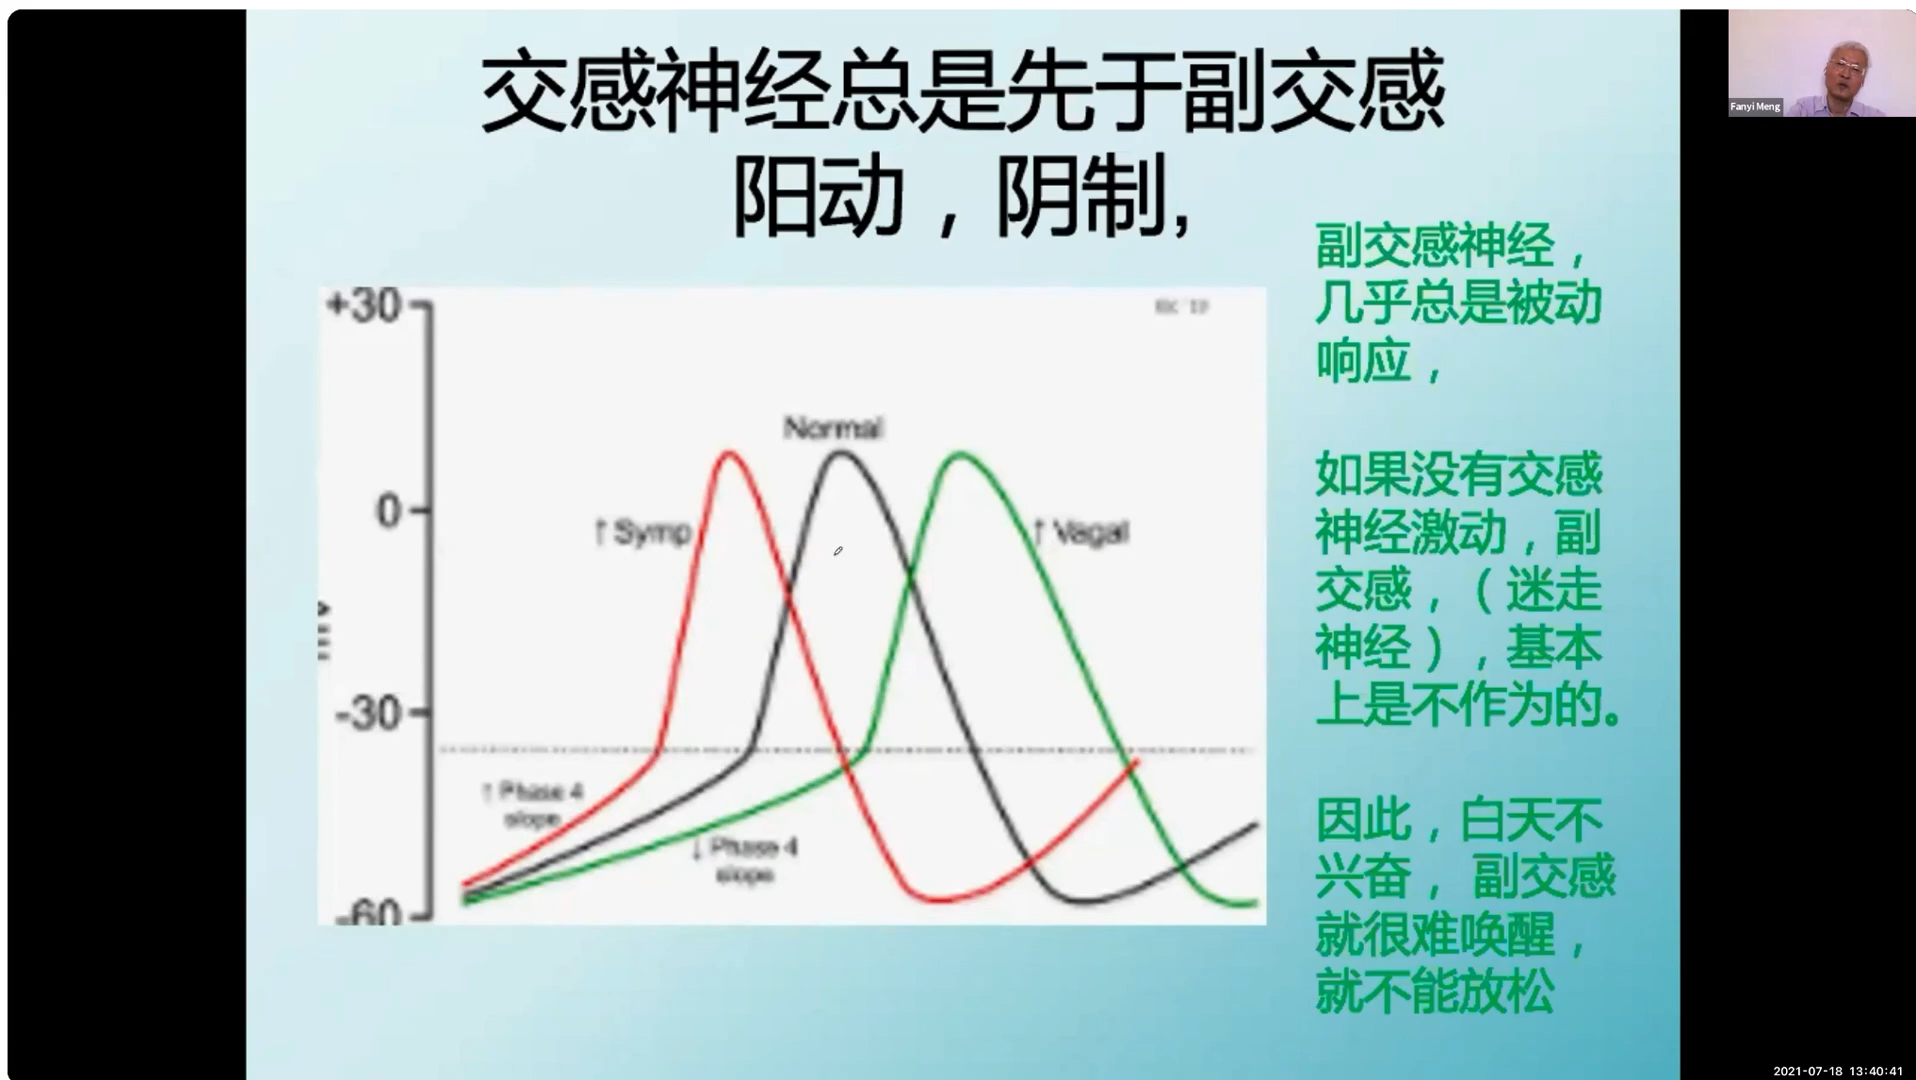 交感神经总是先于副交感
阳动，阴制,
Fanyi Meng
副交感神经，
几乎总是被动
响应，
如果没有交感
神经激动，副
交感，（迷走
神经），基本
上是不作为的。
因此，白天不
兴奋， 副交感
就很难唤醒，
就不能放松
+30
Normal
0
↑ Symp
↑ Vagal
mV
-30
↑ Phase 4
slope
↓ Phase 4
slope
-60
2021-07-18 13:40:41